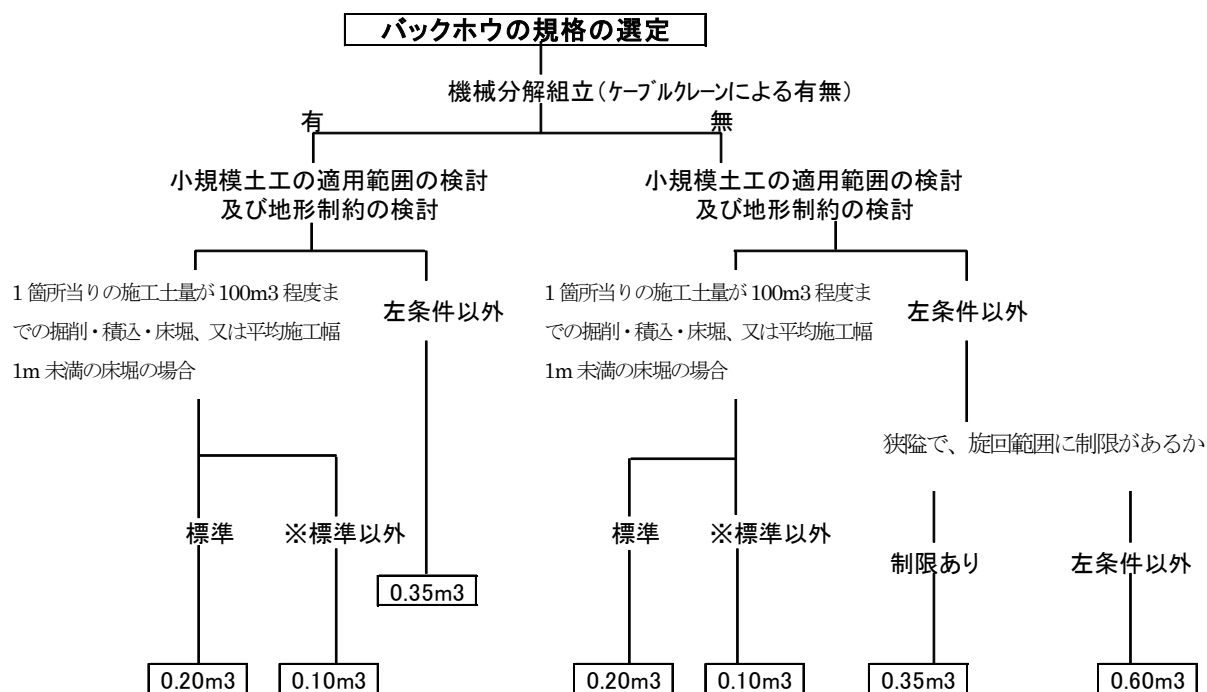 バックホウの規格の選定
機械分解組立（ｹｰﾌﾞﾙｸﾚｰﾝによる有無）
有
無
小規模土工の適用範囲の検討
及び地形制約の検討
小規模土工の適用範囲の検討
及び地形制約の検討
1 箇所当りの施工土量が 100m3 程度ま
での掘削・積込・床堀、又は平均施工幅
1m 未満の床堀の場合
左条件以外
1 箇所当りの施工土量が 100m3 程度ま
での掘削・積込・床堀、又は平均施工幅
1m 未満の床堀の場合
左条件以外
狭隘で、旋回範囲に制限があるか
標準
※標準以外
標準
※標準以外
制限あり
左条件以外
0.35m3
0.20m3
0.10m3
0.20m3
0.10m3
0.35m3
0.60m3